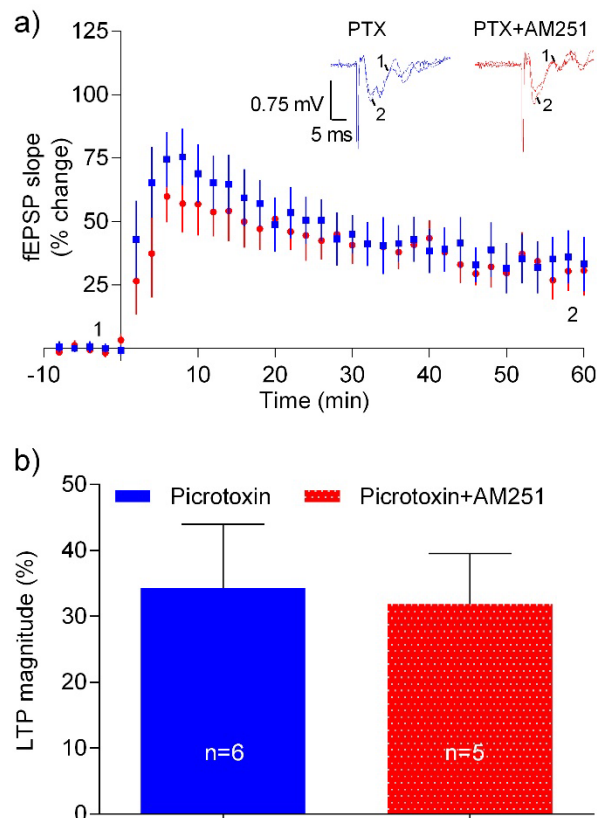 a)
PTX
PTX+AM251
1
2
1
2
0.75 mV
5 ms
fEPSP slope
(% change)
125
100
75
50
25
1
2
-10
10
20
30
40
50
60
Time (min)
b)
Picrotoxin
Picrotoxin+AM251
LTP magnitude (%)
50
40
30
20
10
0
n=6
n=5